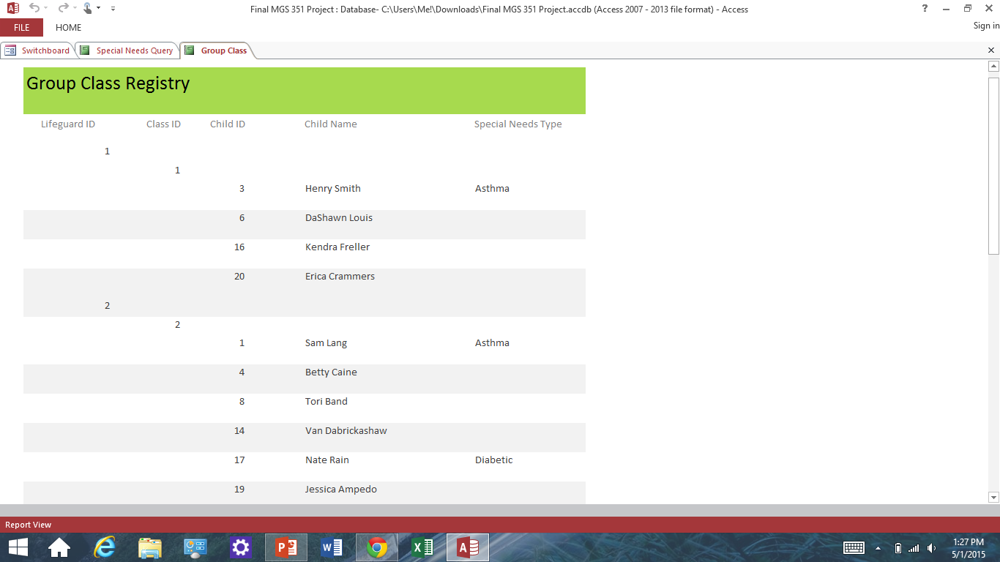 Final MGS 351 Project : Database- C:\Users\Me!\Downloads\Final MGS 351 Project.accdb (Access 2007 - 2013 file format) - Access
FILE HOME Sign in
Switchboard Special Needs Query Group Class
Group Class Registry
Lifeguard ID Class ID Child ID Child Name Special Needs Type
1
1
3 Henry Smith Asthma
6 DaShawn Louis
16 Kendra Freller
20 Erica Crammers
2
2
1 Sam Lang Asthma
4 Betty Caine
8 Tori Band
14 Van Dabrickashaw
17 Nate Rain Diabetic
19 Jessica Ampedo
Report View
1:27 PM
5/1/2015